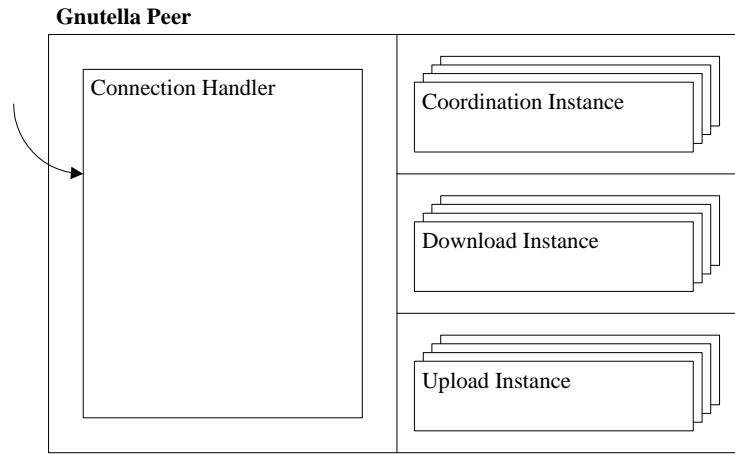 Gnutella Peer
Connection Handler
Coordination Instance
Download Instance
Upload Instance